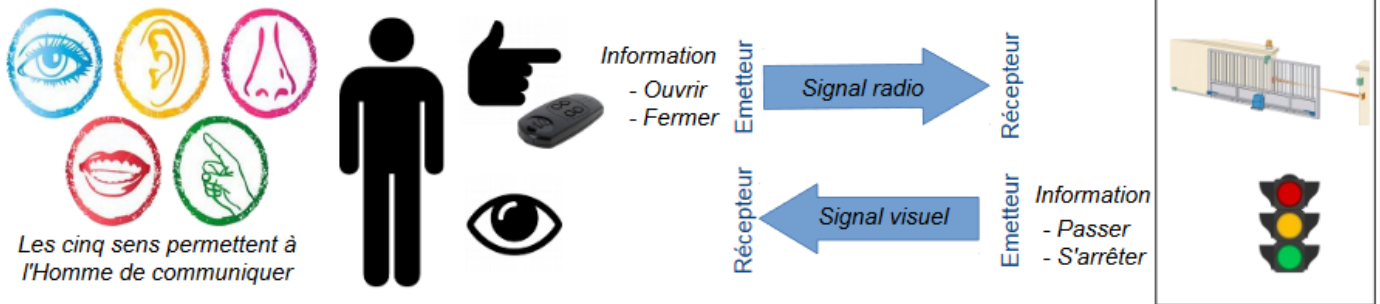 Les cinq sens permettent à
l'Homme de communiquer
Information
- Ouvrir
- Fermer
Emetteur
Signal radio
Récepteur
Récepteur
Signal visuel
Emetteur
Information
- Passer
- S'arrêter